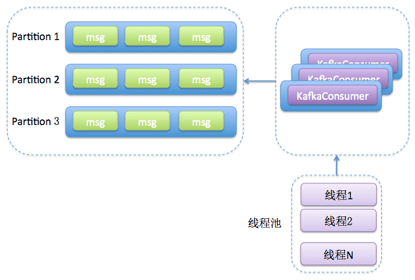 Partition 1 msg msg msg
Partition 2 msg msg msg
Partition 3 msg msg msg
KafkaConsumer
KafkaConsumer
KafkaConsumer
线程池
线程1
线程2
线程N